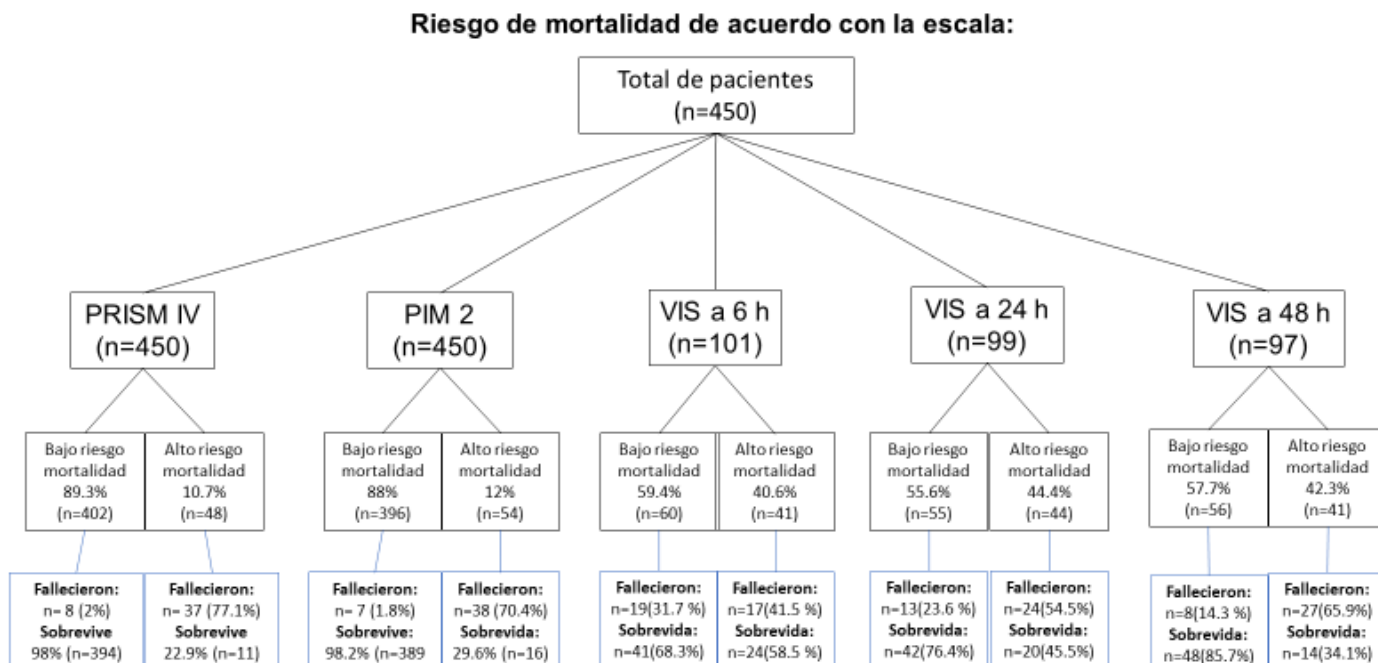 Riesgo de mortalidad de acuerdo con la escala:
Total de pacientes
(n=450)
PRISM IV
(n=450)
PIM 2
(n=450)
VIS a 6 h
(n=101)
VIS a 24 h
(n=99)
VIS a 48 h
(n=97)
Bajo riesgo
mortalidad
89.3%
(n=402)
Alto riesgo
mortalidad
10.7%
(n=48)
Bajo riesgo
mortalidad
88%
(n=396)
Alto riesgo
mortalidad
12%
(n=54)
Bajo riesgo
mortalidad
59.4%
(n=60)
Alto riesgo
mortalidad
40.6%
(n=41)
Bajo riesgo
mortalidad
55.6%
(n=55)
Alto riesgo
mortalidad
44.4%
(n=44)
Bajo riesgo
mortalidad
57.7%
(n=56)
Alto riesgo
mortalidad
42.3%
(n=41)
Fallecieron:
n= 8 (2%)
Sobrevive
98% (n=394)
Fallecieron:
n= 37 (77.1%)
Sobrevive
22.9% (n=11)
Fallecieron:
n= 7 (1.8%)
Sobrevive:
98.2% (n=389
Fallecieron:
n=38 (70.4%)
Sobrevida:
29.6% (n=16)
Fallecieron:
n=19(31.7 %)
Sobrevida:
n=41(68.3%)
Fallecieron:
n=17(41.5 %)
Sobrevida:
n=24(58.5 %)
Fallecieron:
n=13(23.6 %)
Sobrevida:
n=42(76.4%)
Fallecieron:
n=24(54.5%)
Sobrevida:
n=20(45.5%)
Fallecieron:
n=8(14.3 %)
Sobrevida:
n=48(85.7%)
Fallecieron:
n=27(65.9%)
Sobrevida:
n=14(34.1%)